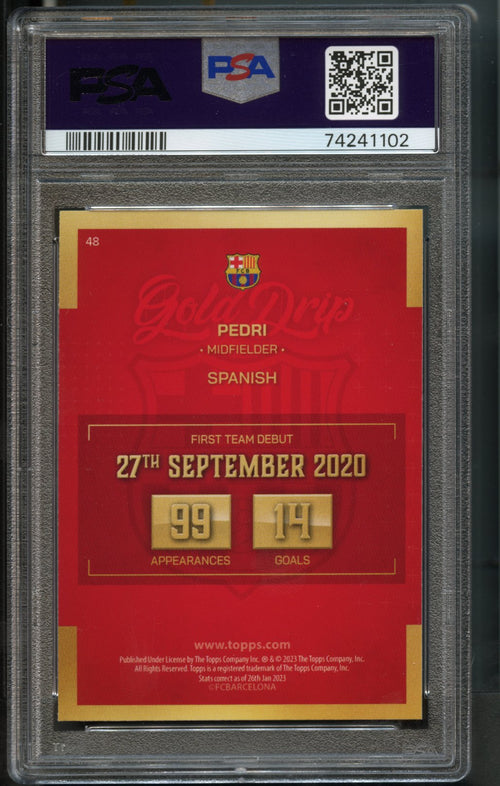 PSA
PSA
74241102
48
FCB
Gold Drip
PEDRI
• MIDFIELDER •
SPANISH
FIRST TEAM DEBUT
27TH SEPTEMBER 2020
99 14
APPEARANCES GOALS
www.topps.com
Published Under License by The Topps Company Inc. ® & © 2023 The Topps Company, Inc.
All Rights Reserved. Topps is a registered trademark of The Topps Company, Inc.
Stats correct as of 26th Jan 2023
©FCBARCELONA